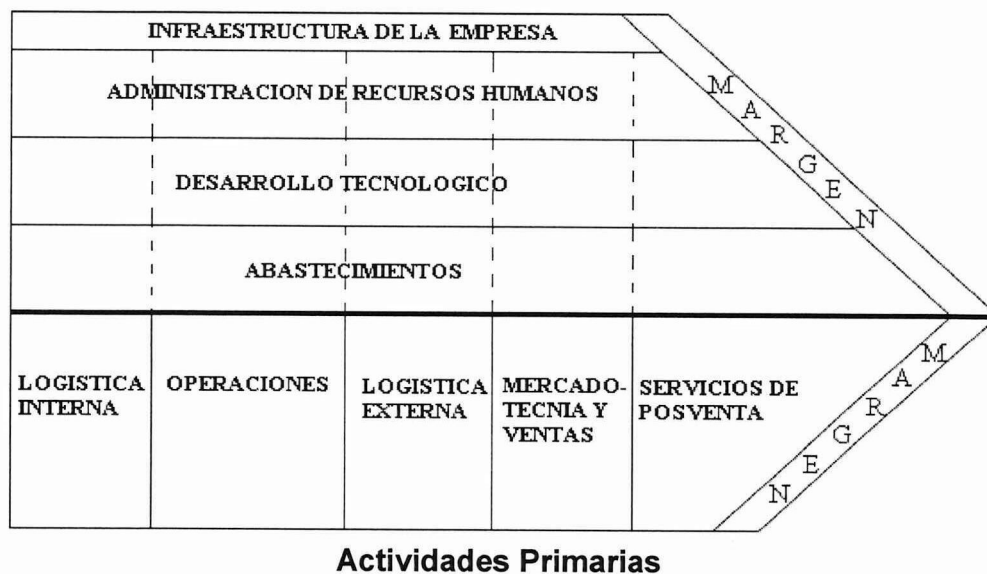 INFRAESTRUCTURA DE LA EMPRESA
ADMINISTRACION DE RECURSOS HUMANOS
DESARROLLO TECNOLOGICO
ABASTECIMIENTOS
MARGEN
LOGISTICA
INTERNA
OPERACIONES
LOGISTICA
EXTERNA
MERCADO-
TECNIA Y
VENTAS
SERVICIOS DE
POSVENTA
MARGEN
Actividades Primarias